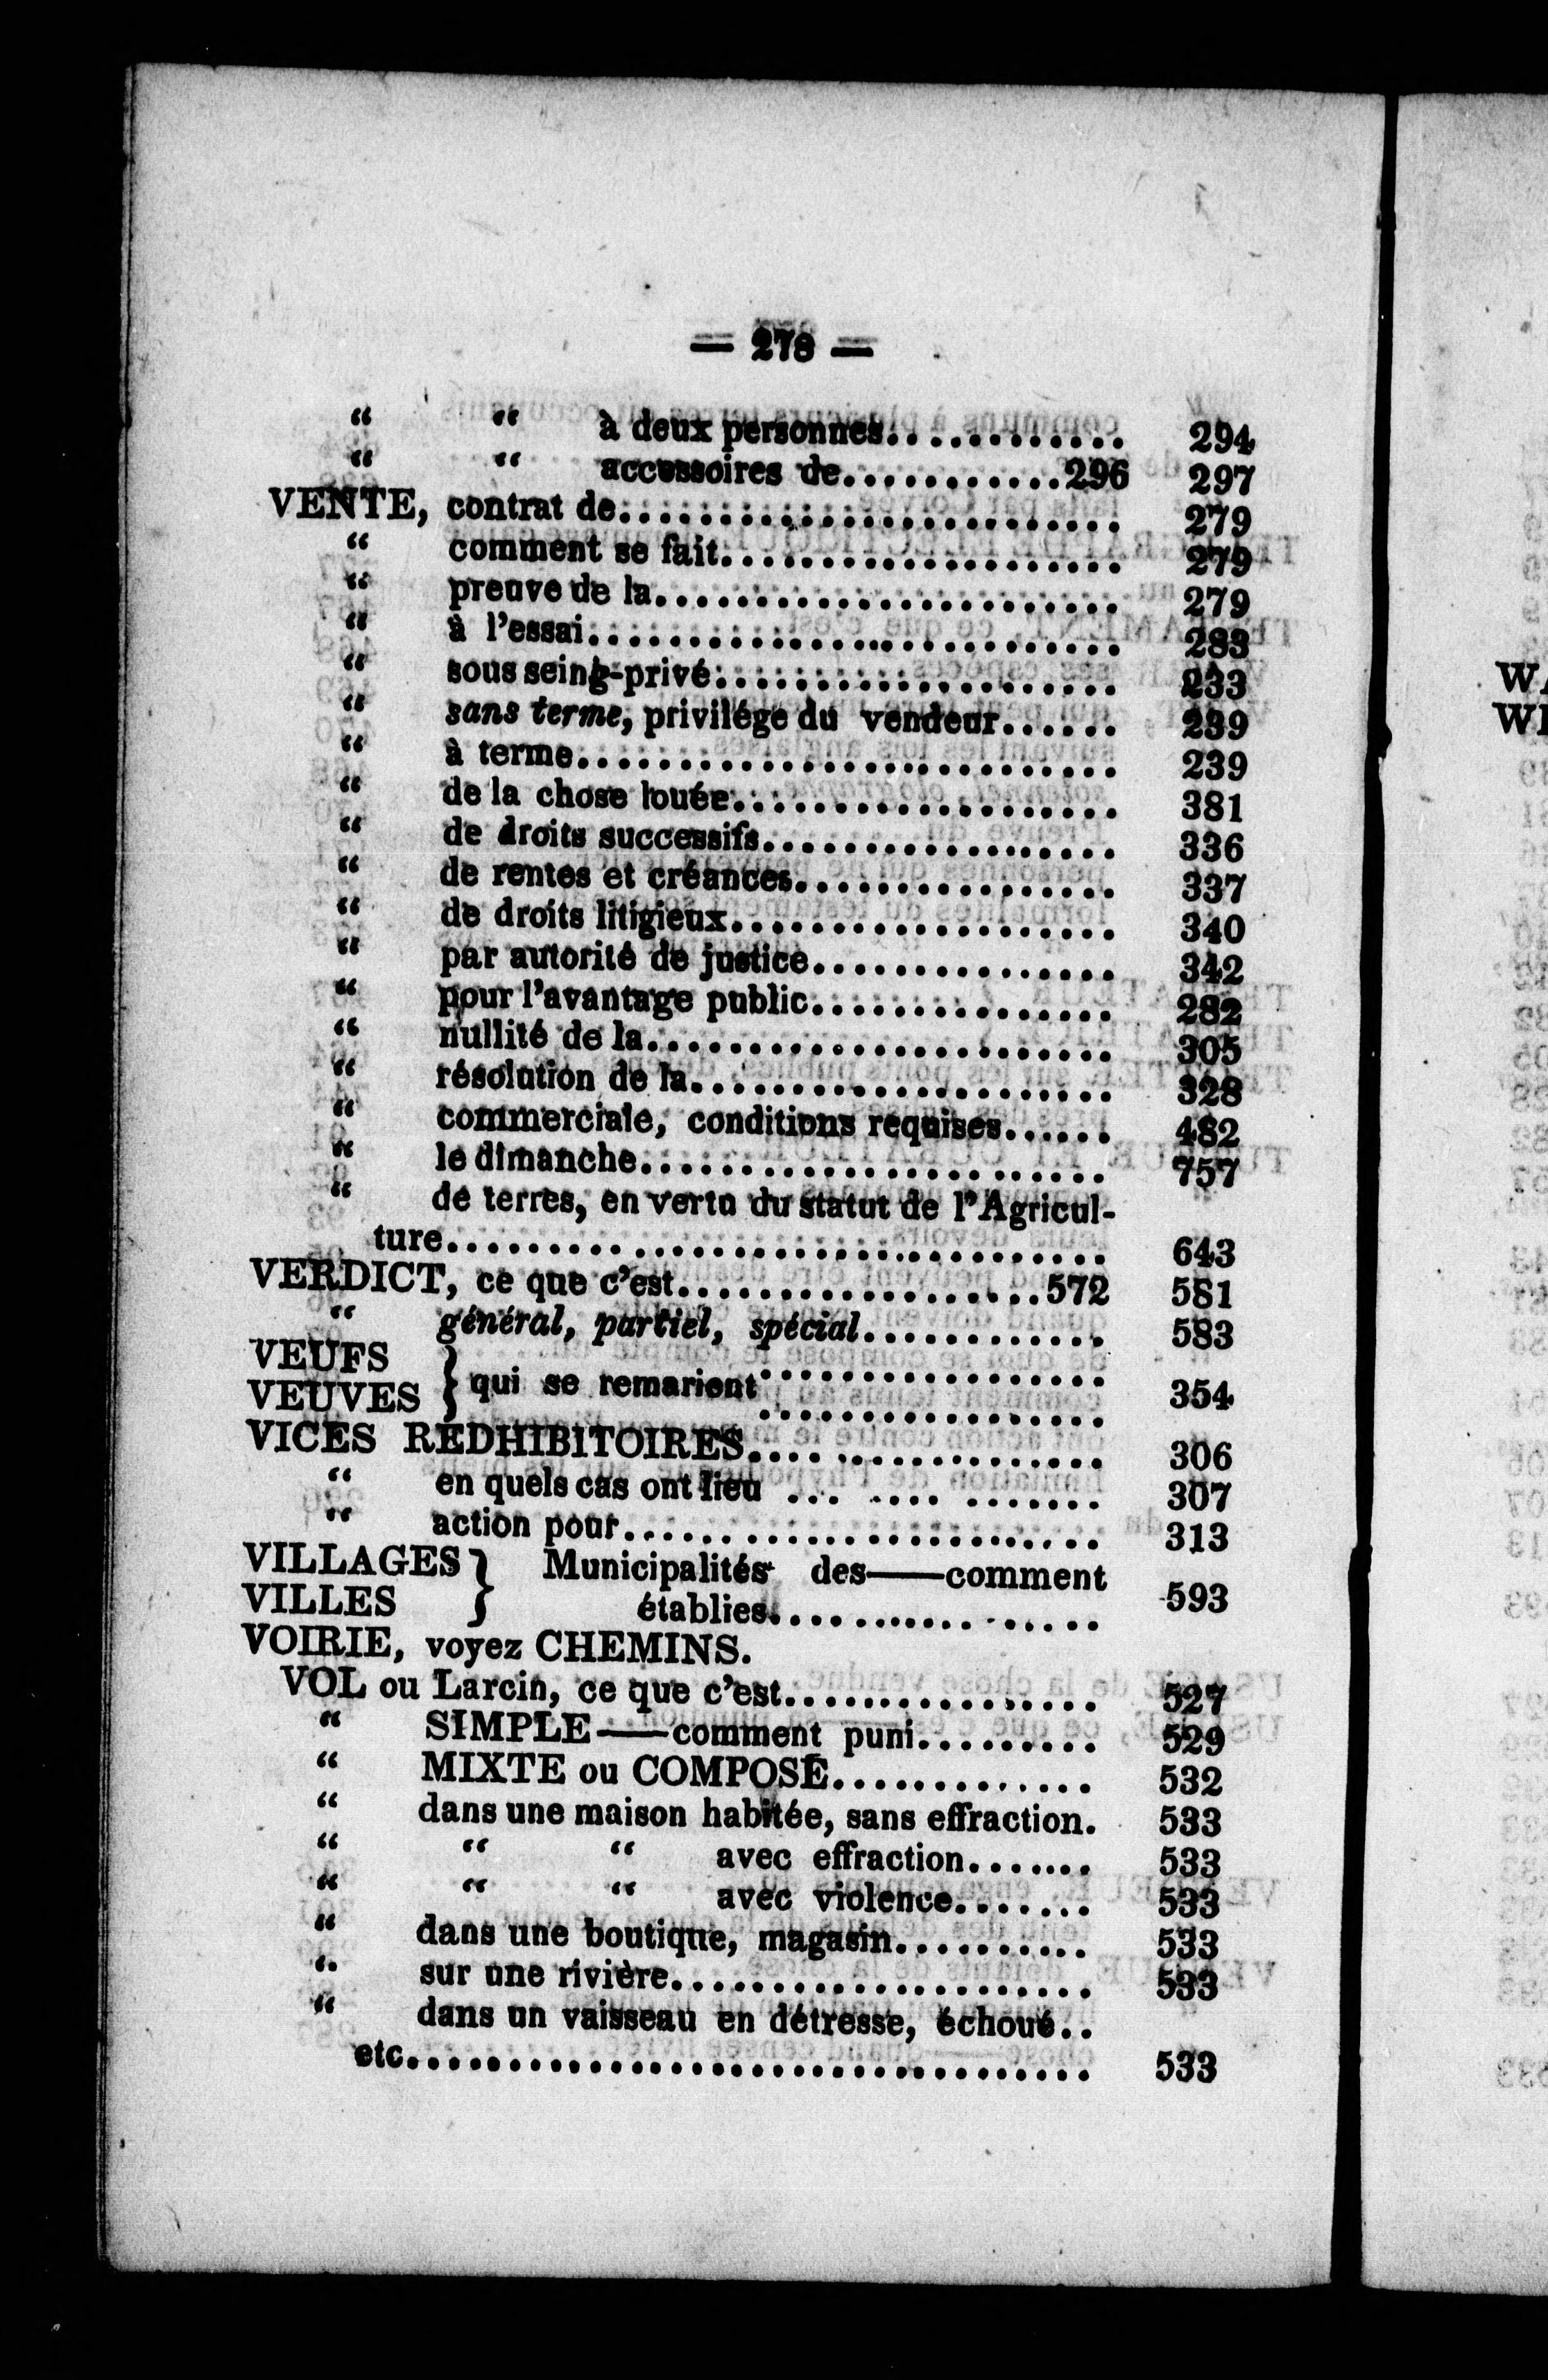 — 278 —
“ “ à deux personnes............ 294
“ “ accessoires de...........296 297
VENTE, contrat de......................... 279
“ comment se fait.................... 279
“ preuve de la....................... 279
“ à l’essai........................... 283
“ sous seing-privé.................... 233
“ sans terme, privilége du vendeur...... 239
“ à terme........................... 239
“ de la chose louée................... 381
“ de droits successifs.................. 336
“ de rentes et créances................ 337
“ de droits litigieux................... 340
“ par autorité de justice............... 342
“ pour l’avantage public............... 282
“ nullité de la....................... 305
“ résolution de la..................... 328
“ commerciale, conditions requises...... 482
“ le dimanche....................... 757
“ de terres, en vertu du statut de l’Agricul-
ture................................. 643
VERDICT, ce que c’est..................572 581
“ général, partiel, spécial............ 583
VEUFS
VEUVES } qui se remarient................. 354
VICES REDHIBITOIRES.................. 306
“ en quels cas ont lieu ... .... ....... 307
“ action pour........................ 313
VILLAGES } Municipalités des——comment
VILLES établies................. 593
VOIRIE, voyez CHEMINS.
VOL ou Larcin, ce que c’est................ 527
“ SIMPLE——comment puni......... 529
“ MIXTE ou COMPOSÉ............. 532
“ dans une maison habitée, sans effraction. 533
“ “ “ avec effraction....... 533
“ “ “ avec violence....... 533
“ dans une boutique, magasin.......... 533
“ sur une rivière..................... 533
“ dans un vaisseau en détresse, échoué..
etc.................................. 533